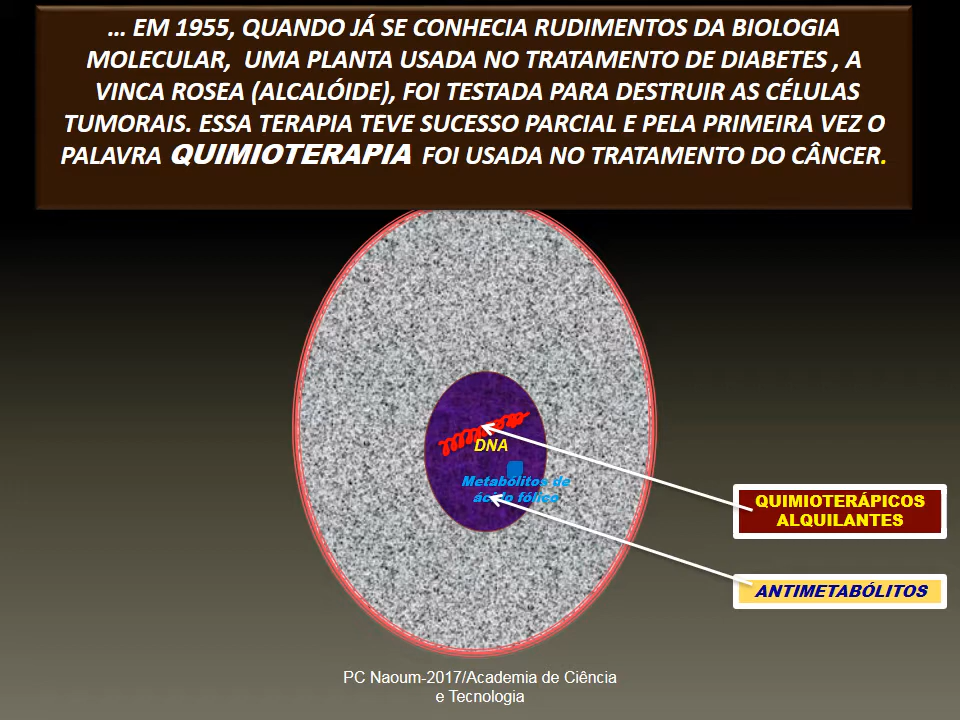 ... EM 1955, QUANDO JÁ SE CONHECIA RUDIMENTOS DA BIOLOGIA
MOLECULAR, UMA PLANTA USADA NO TRATAMENTO DE DIABETES , A
VINCA ROSEA (ALCALÓIDE), FOI TESTADA PARA DESTRUIR AS CÉLULAS
TUMORAIS. ESSA TERAPIA TEVE SUCESSO PARCIAL E PELA PRIMEIRA VEZ O
PALAVRA QUIMIOTERAPIA FOI USADA NO TRATAMENTO DO CÂNCER.
DNA
Metabólitos de
ácido fólico
QUIMIOTERÁPICOS
ALQUILANTES
ANTIMETABÓLITOS
PC Naoum-2017/Academia de Ciência
e Tecnologia